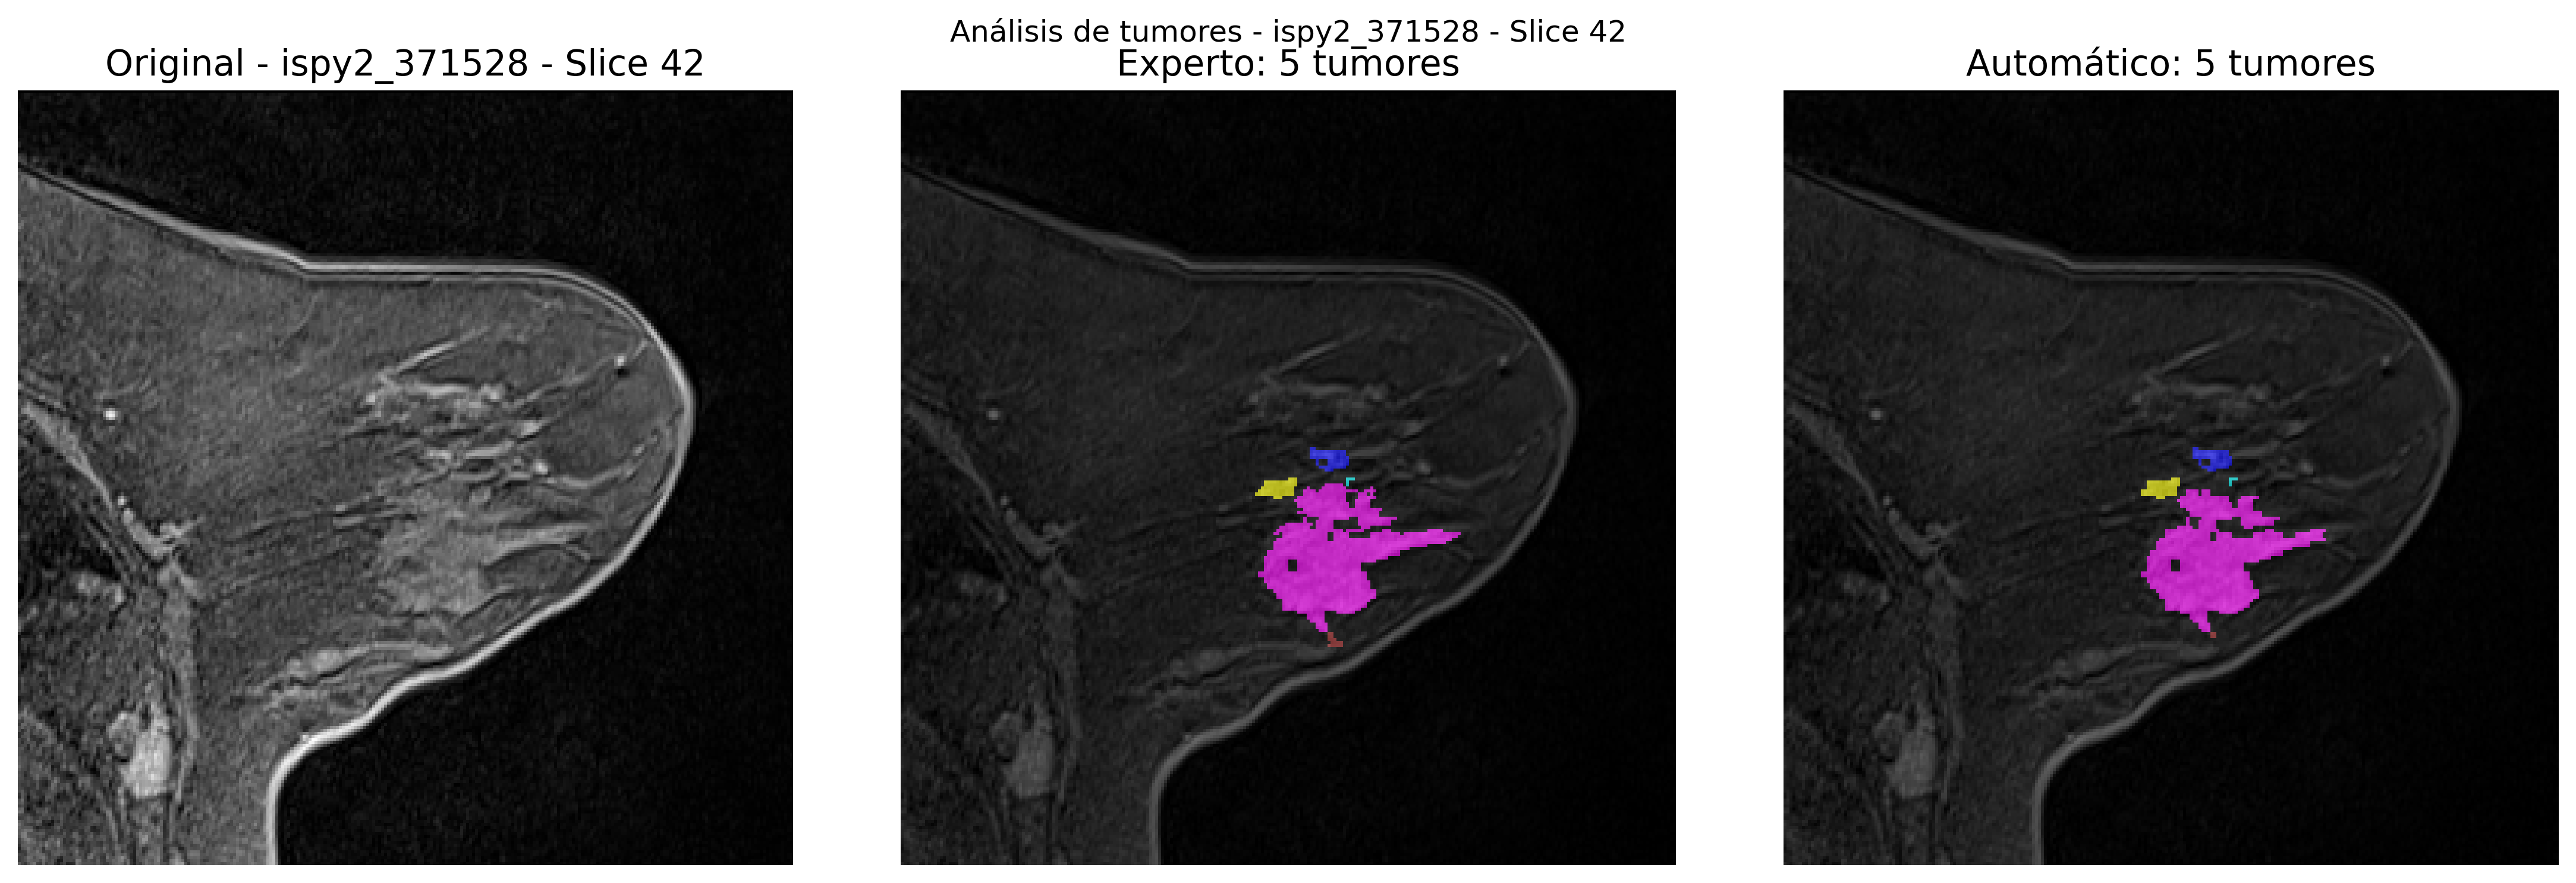 Análisis de tumores - ispy2_371528 - Slice 42
Original - ispy2_371528 - Slice 42
Experto: 5 tumores
Automático: 5 tumores